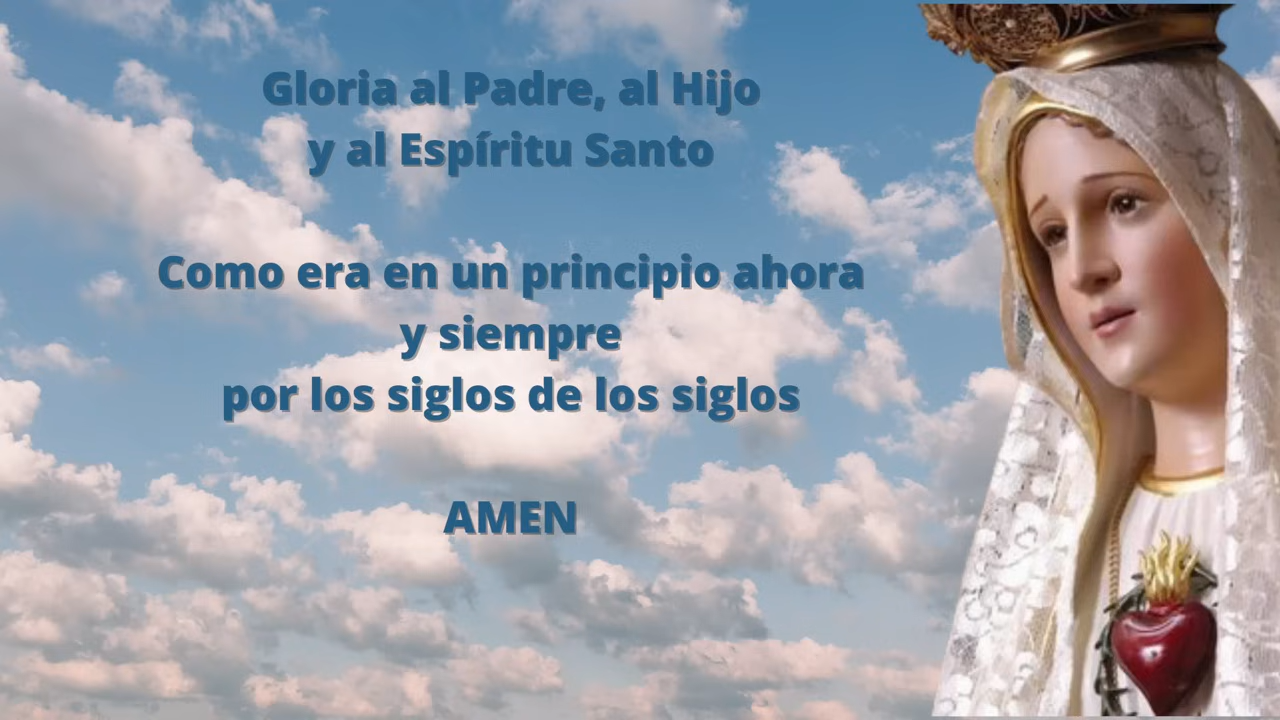 Gloria al Padre, al Hijo
y al Espíritu Santo
Como era en un principio ahora
y siempre
por los siglos de los siglos
AMEN